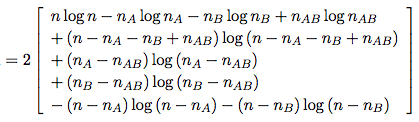 = 2 [ n log n − n_A log n_A − n_B log n_B + n_{AB} log n_{AB}
+ (n − n_A − n_B + n_{AB}) log (n − n_A − n_B + n_{AB})
+ (n_A − n_{AB}) log (n_A − n_{AB})
+ (n_B − n_{AB}) log (n_B − n_{AB})
− (n − n_A) log (n − n_A) − (n − n_B) log (n − n_B) ]